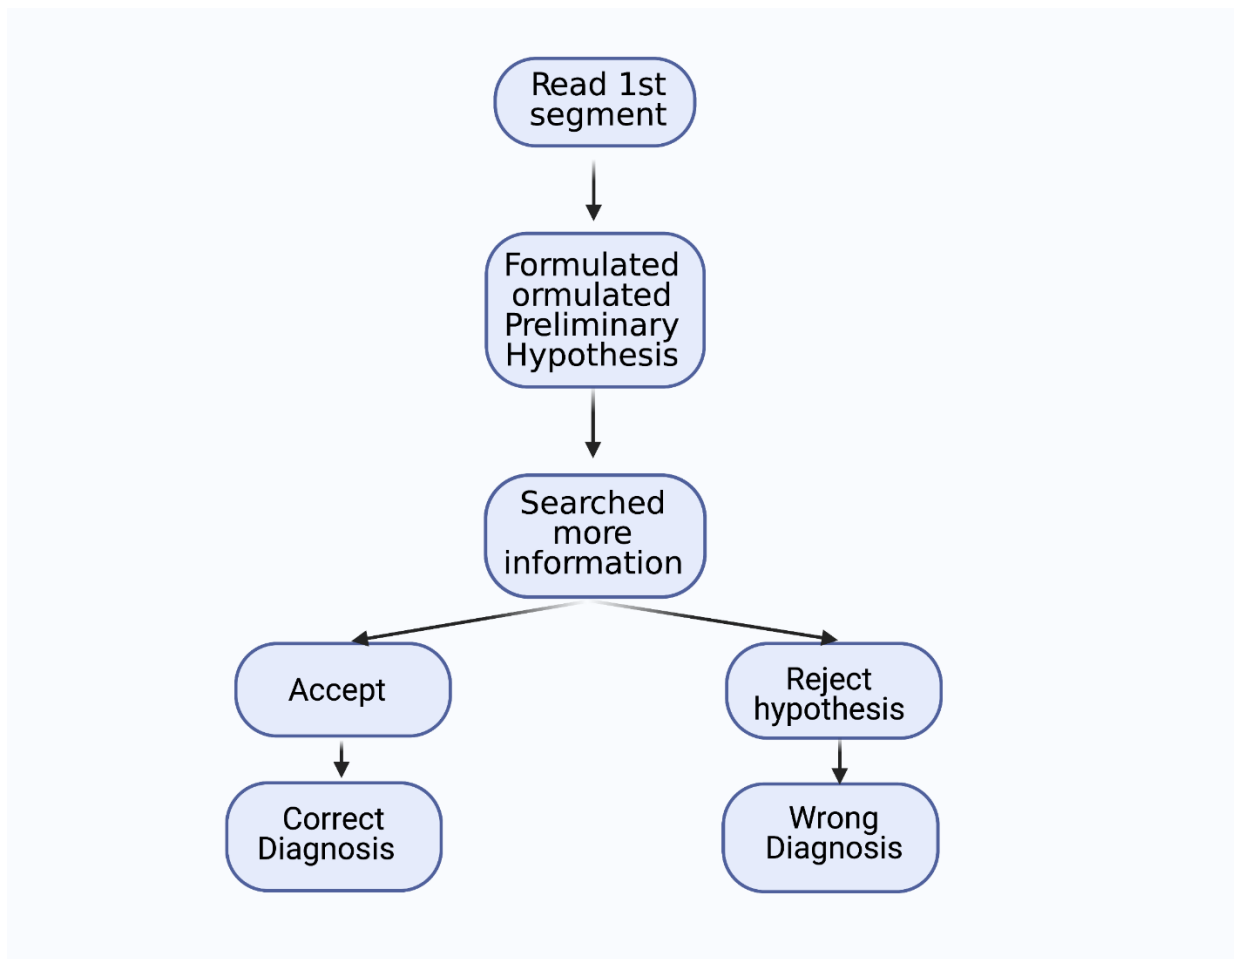 Read 1st
segment
Formulated
ormulated
Preliminary
Hypothesis
Searched
more
information
Accept
Reject
hypothesis
Correct
Diagnosis
Wrong
Diagnosis